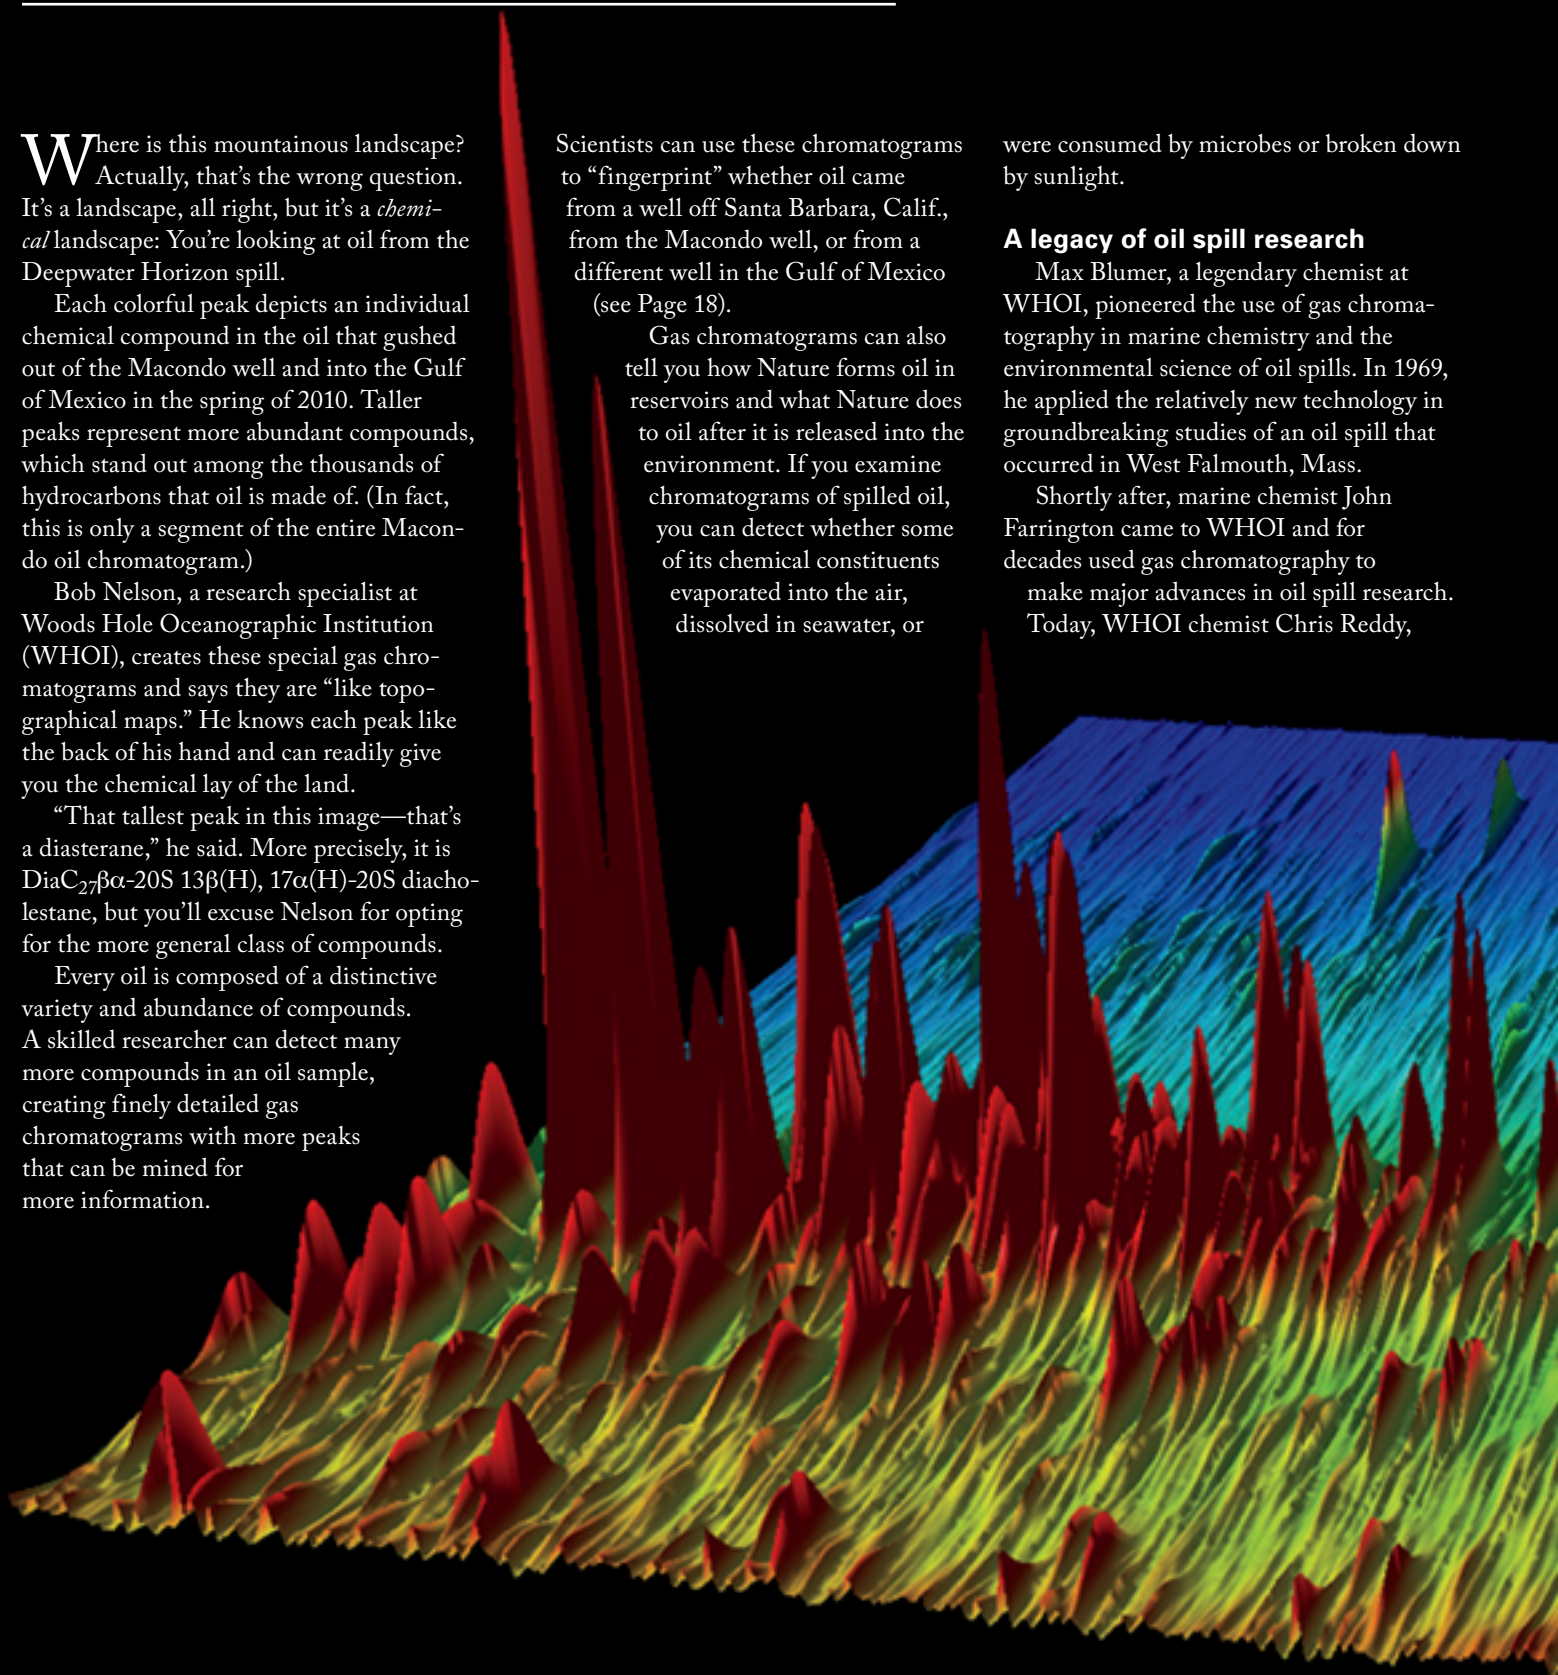 Where is this mountainous landscape?
Actually, that’s the wrong question.
It’s a landscape, all right, but it’s a chemi-
cal landscape: You’re looking at oil from the
Deepwater Horizon spill.
Each colorful peak depicts an individual
chemical compound in the oil that gushed
out of the Macondo well and into the Gulf
of Mexico in the spring of 2010. Taller
peaks represent more abundant compounds,
which stand out among the thousands of
hydrocarbons that oil is made of. (In fact,
this is only a segment of the entire Macon-
do oil chromatogram.)
Bob Nelson, a research specialist at
Woods Hole Oceanographic Institution
(WHOI), creates these special gas chro-
matograms and says they are “like topo-
graphical maps.” He knows each peak like
the back of his hand and can readily give
you the chemical lay of the land.
“That tallest peak in this image—that’s
a diasterane,” he said. More precisely, it is
DiaC₂₇βα-20S 13β(H), 17α(H)-20S diacho-
lestane, but you’ll excuse Nelson for opting
for the more general class of compounds.
Every oil is composed of a distinctive
variety and abundance of compounds.
A skilled researcher can detect many
more compounds in an oil sample,
creating finely detailed gas
chromatograms with more peaks
that can be mined for
more information.
Scientists can use these chromatograms
to “fingerprint” whether oil came
from a well off Santa Barbara, Calif.,
from the Macondo well, or from a
different well in the Gulf of Mexico
(see Page 18).
Gas chromatograms can also
tell you how Nature forms oil in
reservoirs and what Nature does
to oil after it is released into the
environment. If you examine
chromatograms of spilled oil,
you can detect whether some
of its chemical constituents
evaporated into the air,
dissolved in seawater, or
were consumed by microbes or broken down
by sunlight.
A legacy of oil spill research
Max Blumer, a legendary chemist at
WHOI, pioneered the use of gas chroma-
tography in marine chemistry and the
environmental science of oil spills. In 1969,
he applied the relatively new technology in
groundbreaking studies of an oil spill that
occurred in West Falmouth, Mass.
Shortly after, marine chemist John
Farrington came to WHOI and for
decades used gas chromatography to
make major advances in oil spill research.
Today, WHOI chemist Chris Reddy,